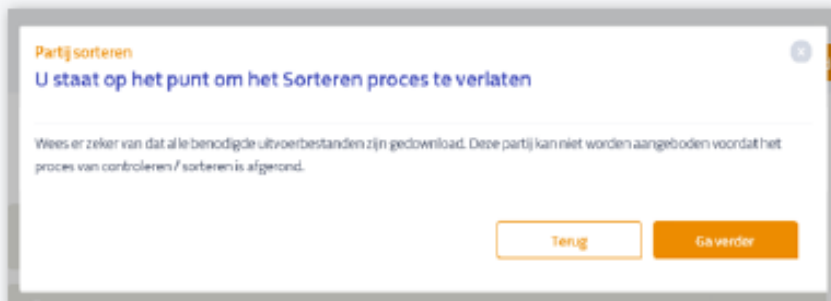 Partij sorteren
U staat op het punt om het Sorteren proces te verlaten
Wees er zeker van dat alle benodigde uitvoerbestanden zijn gedownload. Deze partij kan niet worden aangeboden voordat het
proces van controleren / sorteren is afgerond.
Terug
Ga verder